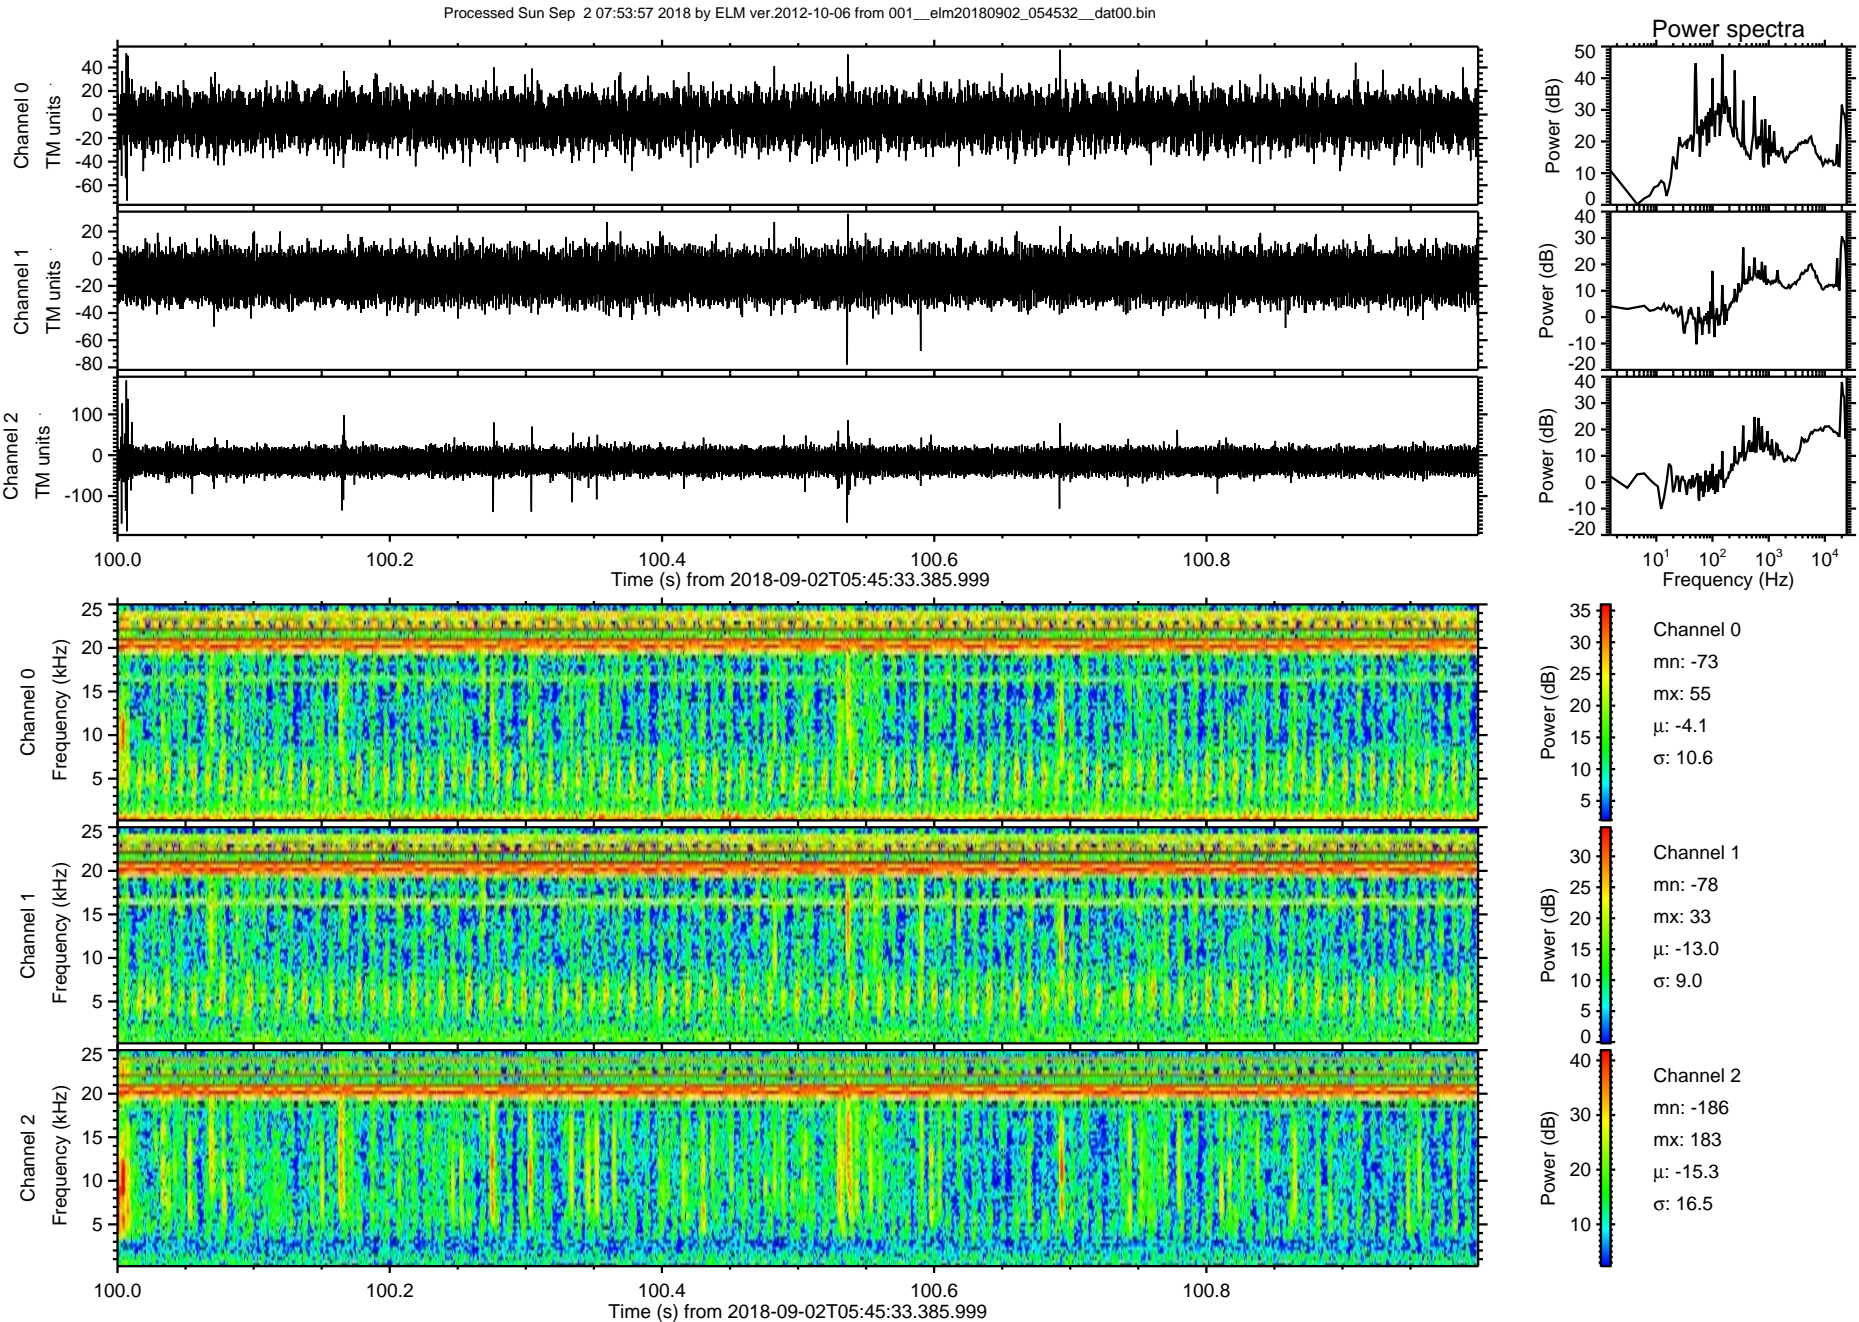 Processed Sun Sep  2 07:53:57 2018 by ELM ver.2012-10-06 from 001__elm20180902_054532__dat00.bin
Power spectra
Channel 0
TM units
40
20
0
-20
-40
-60
Power (dB)
50
40
30
20
10
0
Channel 1
TM units
20
0
-20
-40
-60
-80
Power (dB)
40
30
20
10
0
-10
-20
Channel 2
TM units
100
0
-100
Power (dB)
40
30
20
10
0
-10
-20
100.0 100.2 100.4 100.6 100.8
Time (s) from 2018-09-02T05:45:33.385.999
10^1 10^2 10^3 10^4
Frequency (Hz)
Channel 0
Frequency (kHz)
25
20
15
10
5
Power (dB)
35
30
25
20
15
10
5
Channel 0
mn: -73
mx: 55
μ: -4.1
σ: 10.6
Channel 1
Frequency (kHz)
25
20
15
10
5
Power (dB)
30
25
20
15
10
5
0
Channel 1
mn: -78
mx: 33
μ: -13.0
σ: 9.0
Channel 2
Frequency (kHz)
25
20
15
10
5
Power (dB)
40
30
20
10
Channel 2
mn: -186
mx: 183
μ: -15.3
σ: 16.5
100.0 100.2 100.4 100.6 100.8
Time (s) from 2018-09-02T05:45:33.385.999